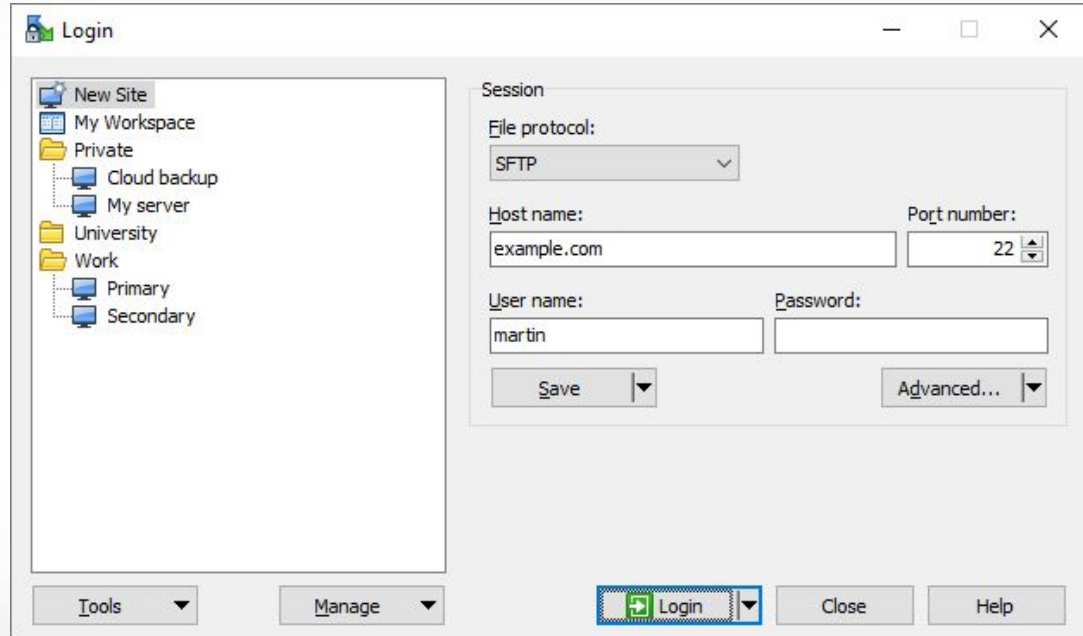 Login
New Site
My Workspace
Private
Cloud backup
My server
University
Work
Primary
Secondary
Session
File protocol:
SFTP
Host name: Port number:
example.com 22
User name: Password:
martin
Save Advanced...
Tools Manage Login Close Help